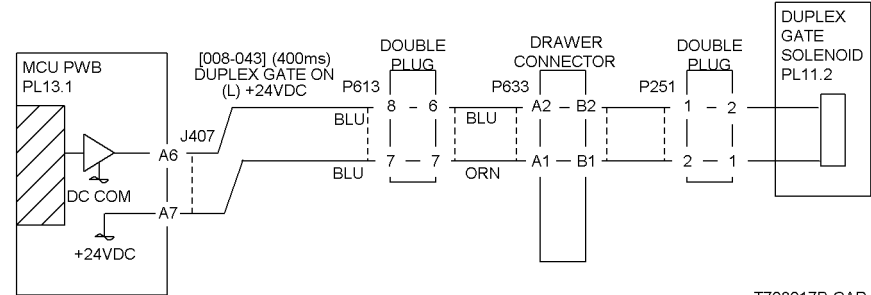 MCU PWB
PL13.1
J407
A6
A7
DC COM
+24VDC
[008-043] (400ms)
DUPLEX GATE ON
(L) +24VDC
BLU
BLU
P613
DOUBLE
PLUG
8 - 6
7 - 7
BLU
ORN
P633
DRAWER
CONNECTOR
A2 - B2
A1 - B1
P251
DOUBLE
PLUG
1 - 2
2 - 1
DUPLEX
GATE
SOLENOID
PL11.2